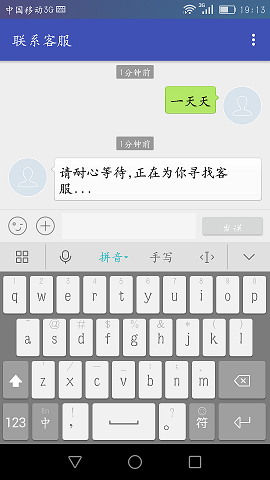 中国移动3G HD 3G 19:13
联系客服
1分钟前
一天天
1分钟前
请耐心等待,正在为你寻找客
服...
发送
拼音 手写
1 2 3 4 5 6 7 8 9 0
q w e r t y u i o p
~ @ # $ % " * ( )
a s d f g h j k l
z x c v b n m
123 En 中 ! , 。 ? 符